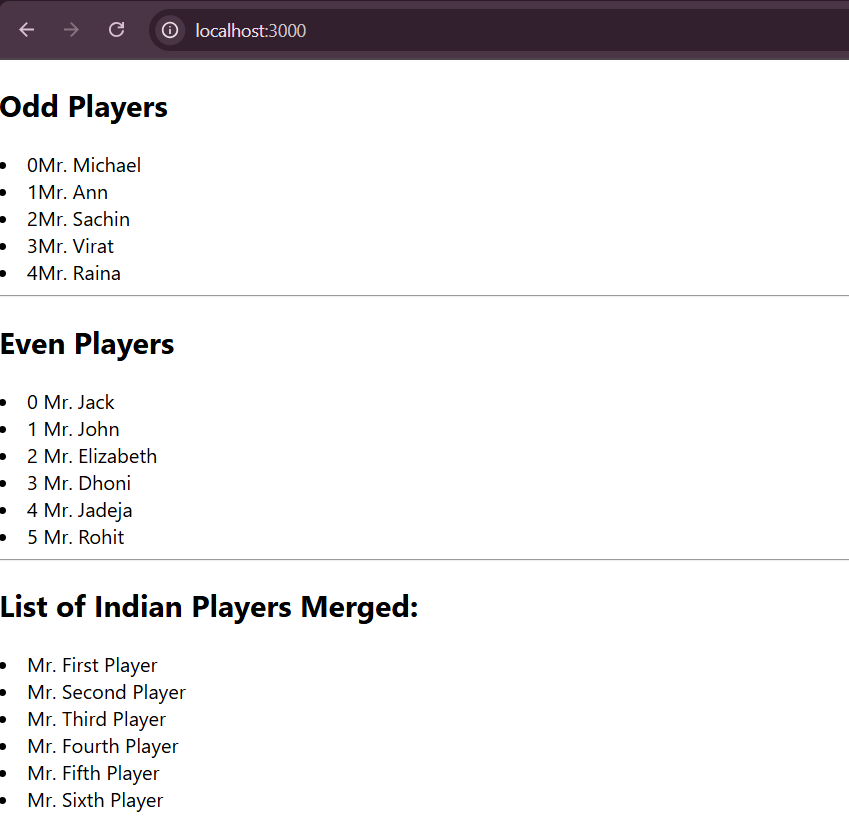 localhost:3000
Odd Players
0Mr. Michael
1Mr. Ann
2Mr. Sachin
3Mr. Virat
4Mr. Raina
Even Players
0 Mr. Jack
1 Mr. John
2 Mr. Elizabeth
3 Mr. Dhoni
4 Mr. Jadeja
5 Mr. Rohit
List of Indian Players Merged:
Mr. First Player
Mr. Second Player
Mr. Third Player
Mr. Fourth Player
Mr. Fifth Player
Mr. Sixth Player